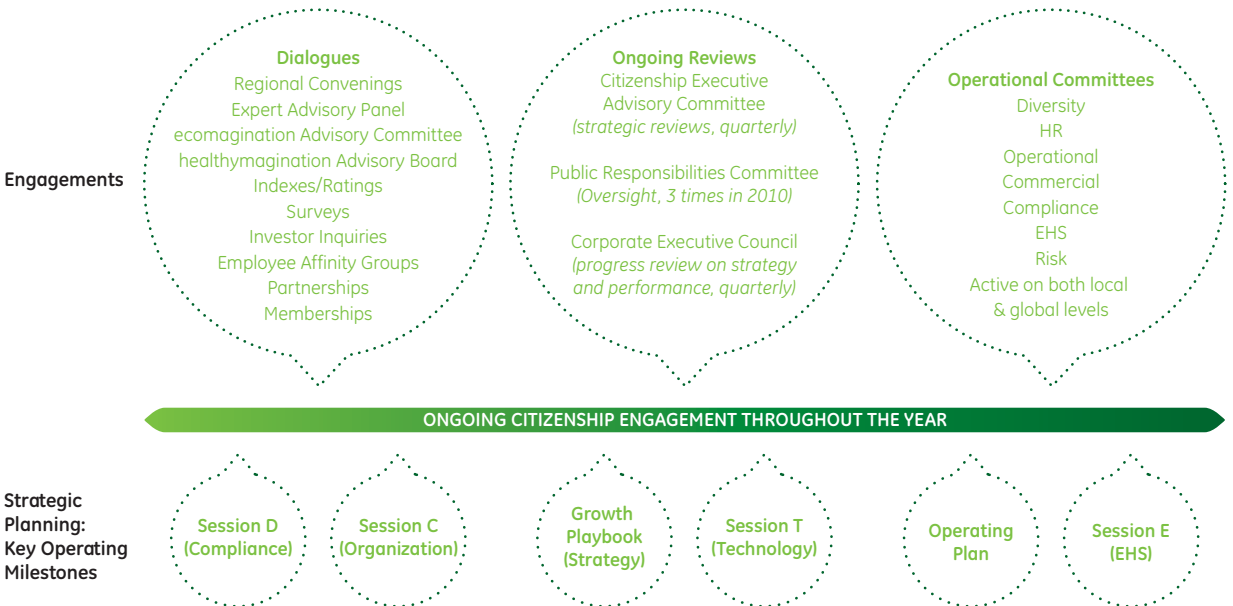 Engagements
Dialogues
Regional Convenings
Expert Advisory Panel
ecomagination Advisory Committee
healthymagination Advisory Board
Indexes/Ratings
Surveys
Investor Inquiries
Employee Affinity Groups
Partnerships
Memberships
Ongoing Reviews
Citizenship Executive
Advisory Committee
(strategic reviews, quarterly)
Public Responsibilities Committee
(Oversight, 3 times in 2010)
Corporate Executive Council
(progress review on strategy
and performance, quarterly)
Operational Committees
Diversity
HR
Operational
Commercial
Compliance
EHS
Risk
Active on both local
& global levels
ONGOING CITIZENSHIP ENGAGEMENT THROUGHOUT THE YEAR
Strategic
Planning:
Key Operating
Milestones
Session D
(Compliance)
Session C
(Organization)
Growth
Playbook
(Strategy)
Session T
(Technology)
Operating
Plan
Session E
(EHS)